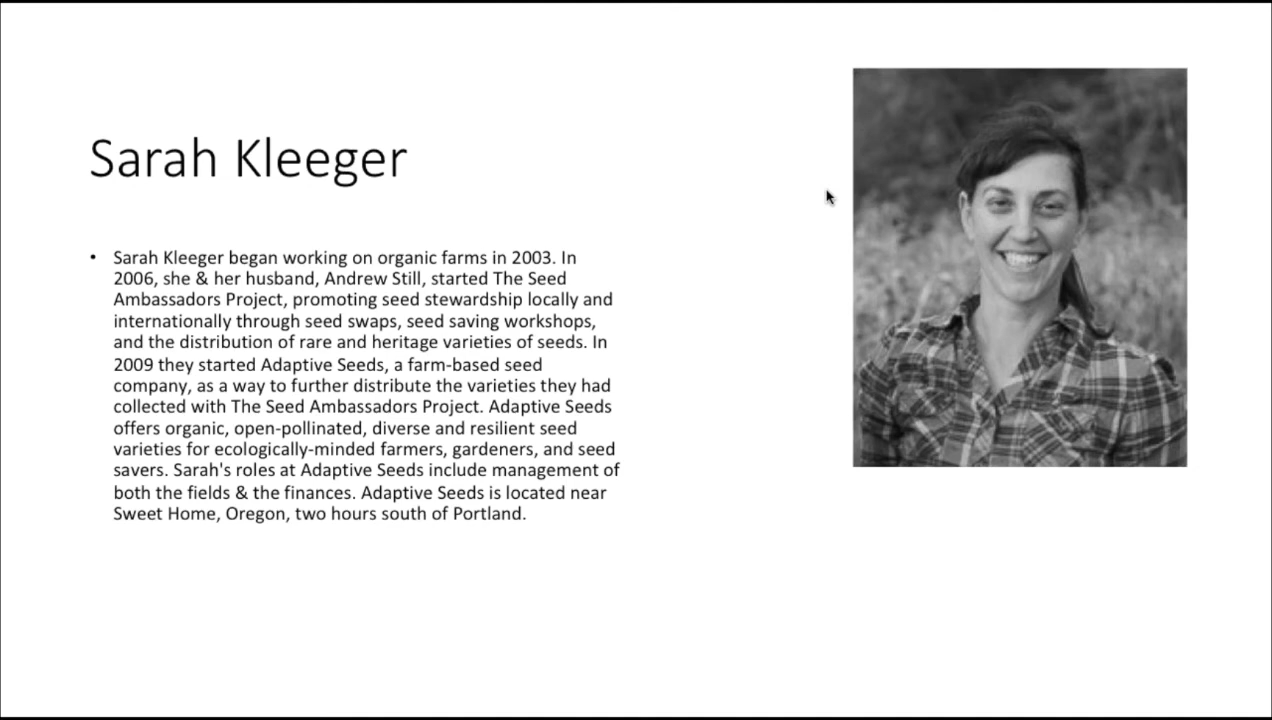 Sarah Kleeger
• Sarah Kleeger began working on organic farms in 2003. In
2006, she & her husband, Andrew Still, started The Seed
Ambassadors Project, promoting seed stewardship locally and
internationally through seed swaps, seed saving workshops,
and the distribution of rare and heritage varieties of seeds. In
2009 they started Adaptive Seeds, a farm-based seed
company, as a way to further distribute the varieties they had
collected with The Seed Ambassadors Project. Adaptive Seeds
offers organic, open-pollinated, diverse and resilient seed
varieties for ecologically-minded farmers, gardeners, and seed
savers. Sarah's roles at Adaptive Seeds include management of
both the fields & the finances. Adaptive Seeds is located near
Sweet Home, Oregon, two hours south of Portland.